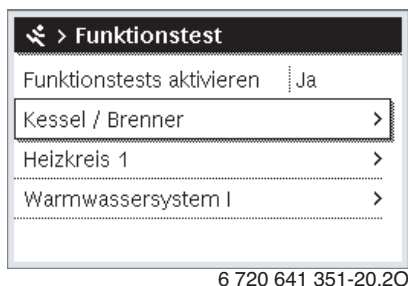 > Funktionstest
Funktionstests aktivieren Ja
Kessel / Brenner >
Heizkreis 1 >
Warmwassersystem I >
6 720 641 351-20.2O